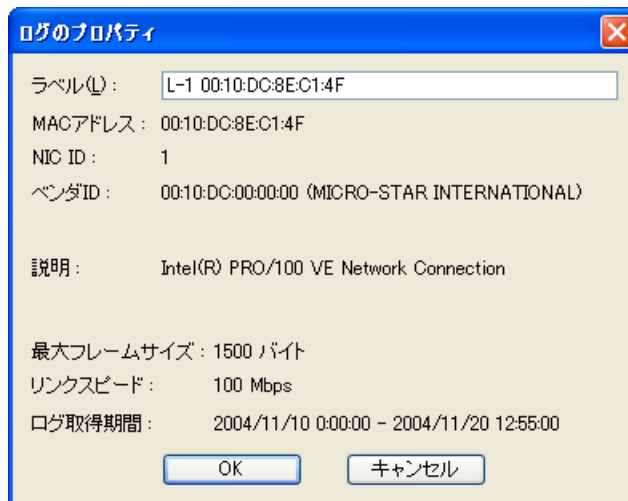 ログのプロパティ
ラベル(L): L-1 00:10:DC:8E:C1:4F
MACアドレス: 00:10:DC:8E:C1:4F
NIC ID: 1
ベンダID: 00:10:DC:00:00:00 (MICRO-STAR INTERNATIONAL)
説明: Intel(R) PRO/100 VE Network Connection
最大フレームサイズ: 1500 バイト
リンクスピード: 100 Mbps
ログ取得期間: 2004/11/10 0:00:00 - 2004/11/20 12:55:00
OK キャンセル